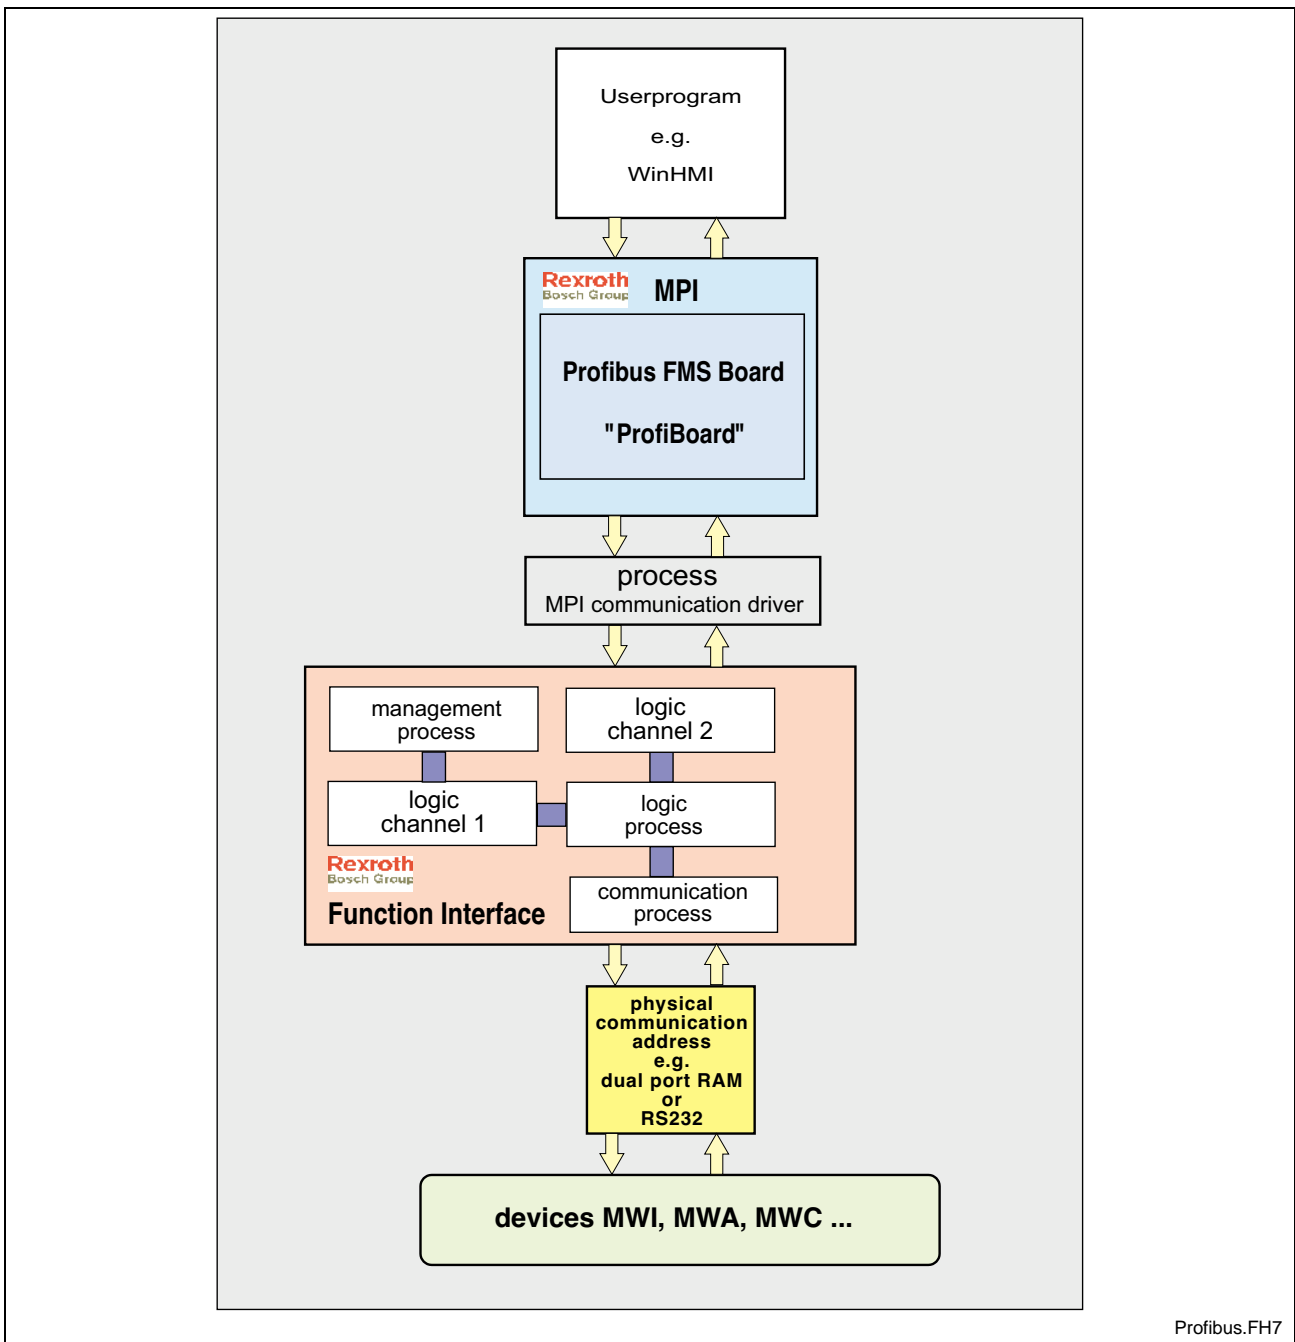 Userprogram
e.g.
WinHMI
Rexroth
Bosch Group
MPI
Profibus FMS Board
"ProfiBoard"
process
MPI communication driver
management
process
logic
channel 2
logic
channel 1
logic
process
Rexroth
Bosch Group
communication
process
Function Interface
physical
communication
address
e.g.
dual port RAM
or
RS232
devices MWI, MWA, MWC ...
Profibus.FH7